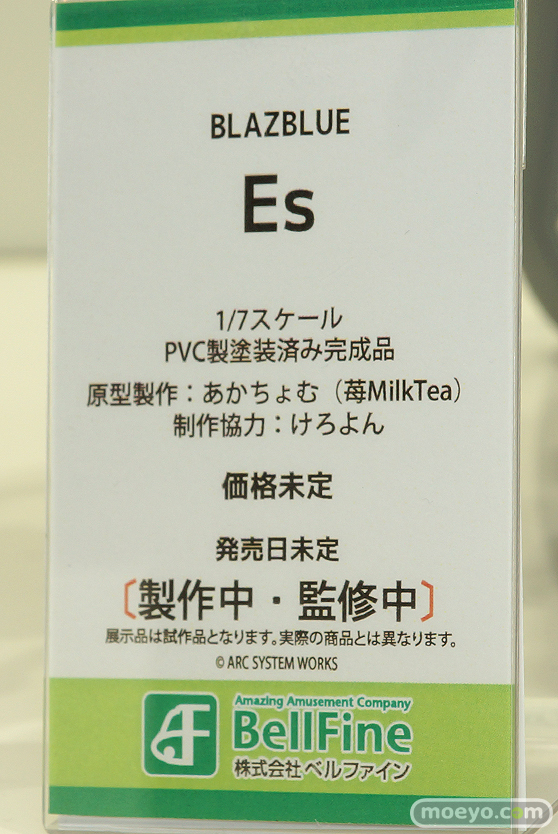 BLAZBLUE
Es
1/7スケール
PVC製塗装済み完成品
原型製作：あかちょむ（苺MilkTea）
制作協力：けろよん
価格未定
発売日未定
〔製作中・監修中〕
展示品は試作品となります。実際の商品とは異なります。
© ARC SYSTEM WORKS
Amazing Amusement Company
BellFine
株式会社ベルファイン
moeyo.com